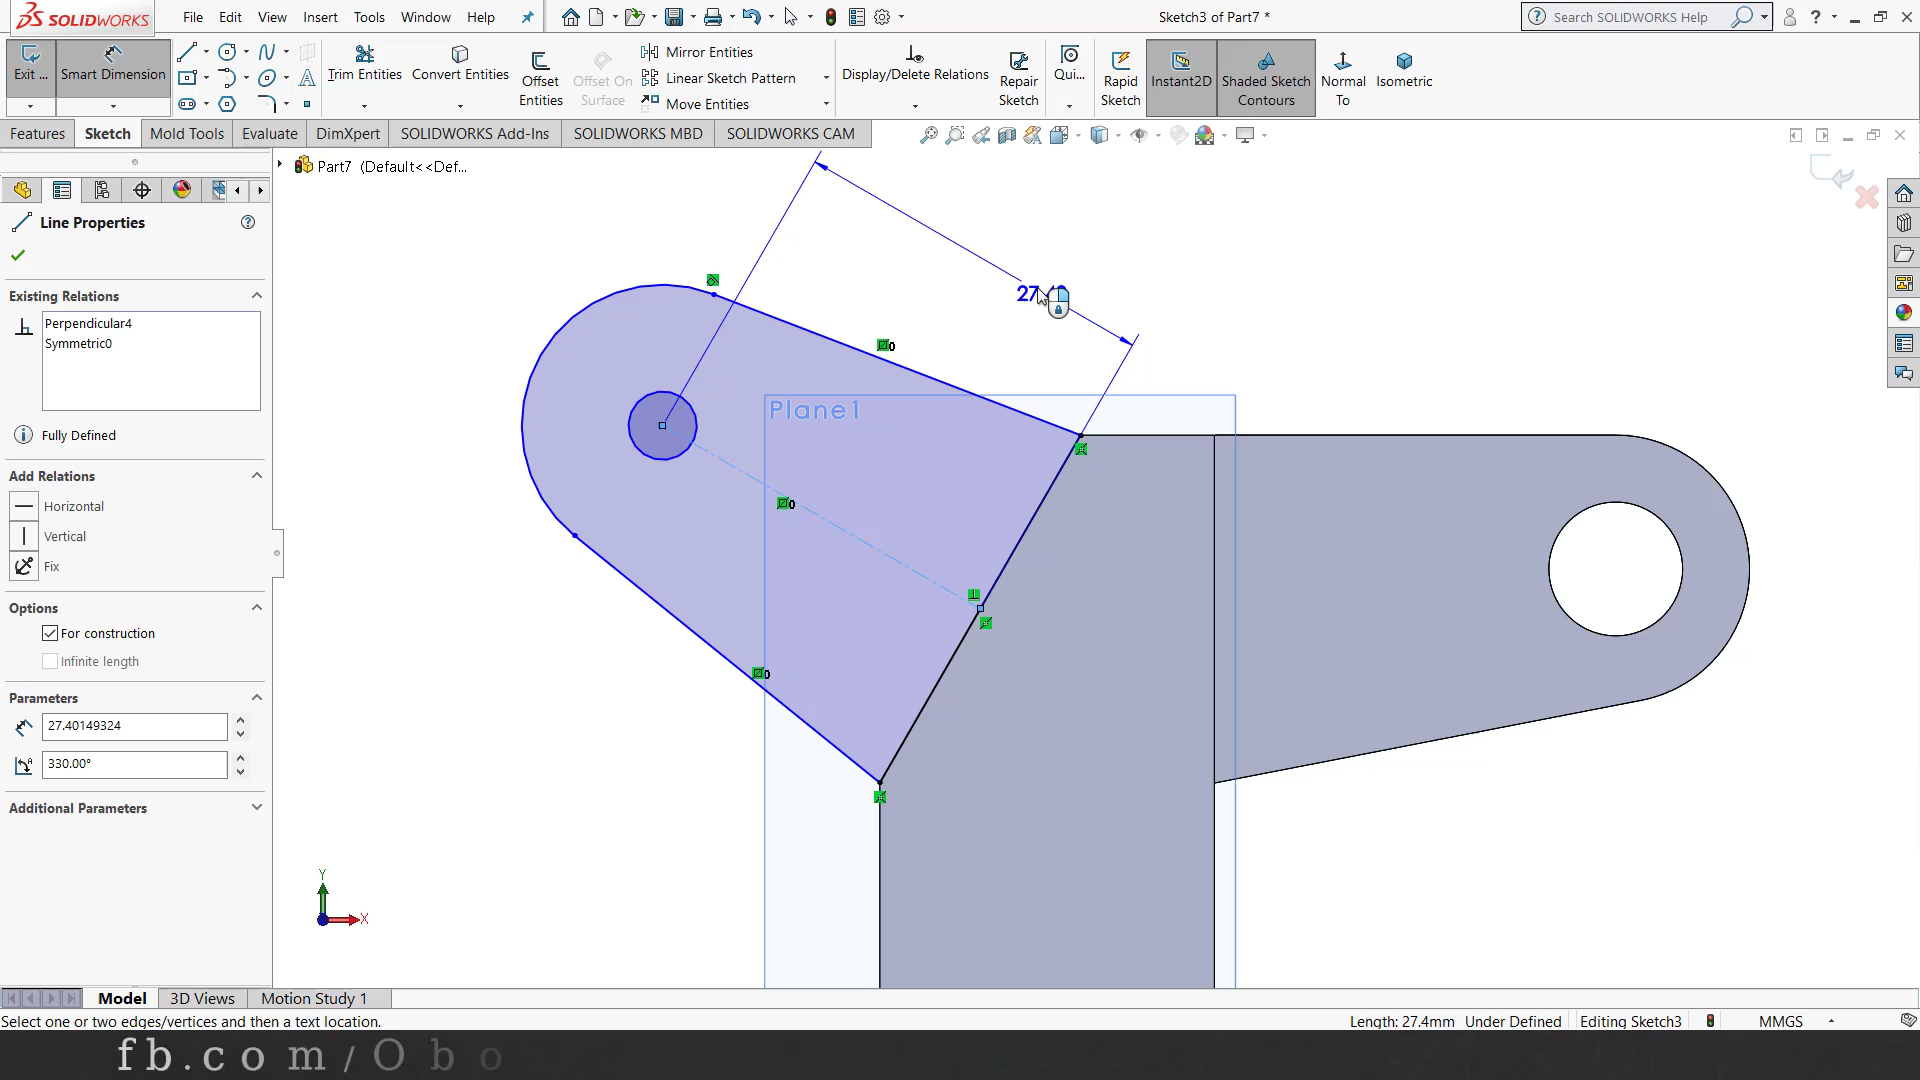 SOLIDWORKS File Edit View Insert Tools Window Help Sketch3 of Part7 * Search SOLIDWORKS Help
Exit ... Smart Dimension Trim Entities Convert Entities Offset Entities Offset On Surface Mirror Entities Linear Sketch Pattern Move Entities Display/Delete Relations Repair Sketch Qui... Rapid Sketch Instant2D Shaded Sketch Contours Normal To Isometric
Features Sketch Mold Tools Evaluate DimXpert SOLIDWORKS Add-Ins SOLIDWORKS MBD SOLIDWORKS CAM
Part7 (Default<<Def...
Line Properties
Existing Relations
Perpendicular4
Symmetric0
Fully Defined
Add Relations
Horizontal
Vertical
Fix
Options
For construction
Infinite length
Parameters
27.40149324
330.00°
Additional Parameters
27
0
Plane1
0
0
Y
X
Model 3D Views Motion Study 1
Select one or two edges/vertices and then a text location. Length: 27.4mm Under Defined Editing Sketch3 MMGS
fb.com/Obo